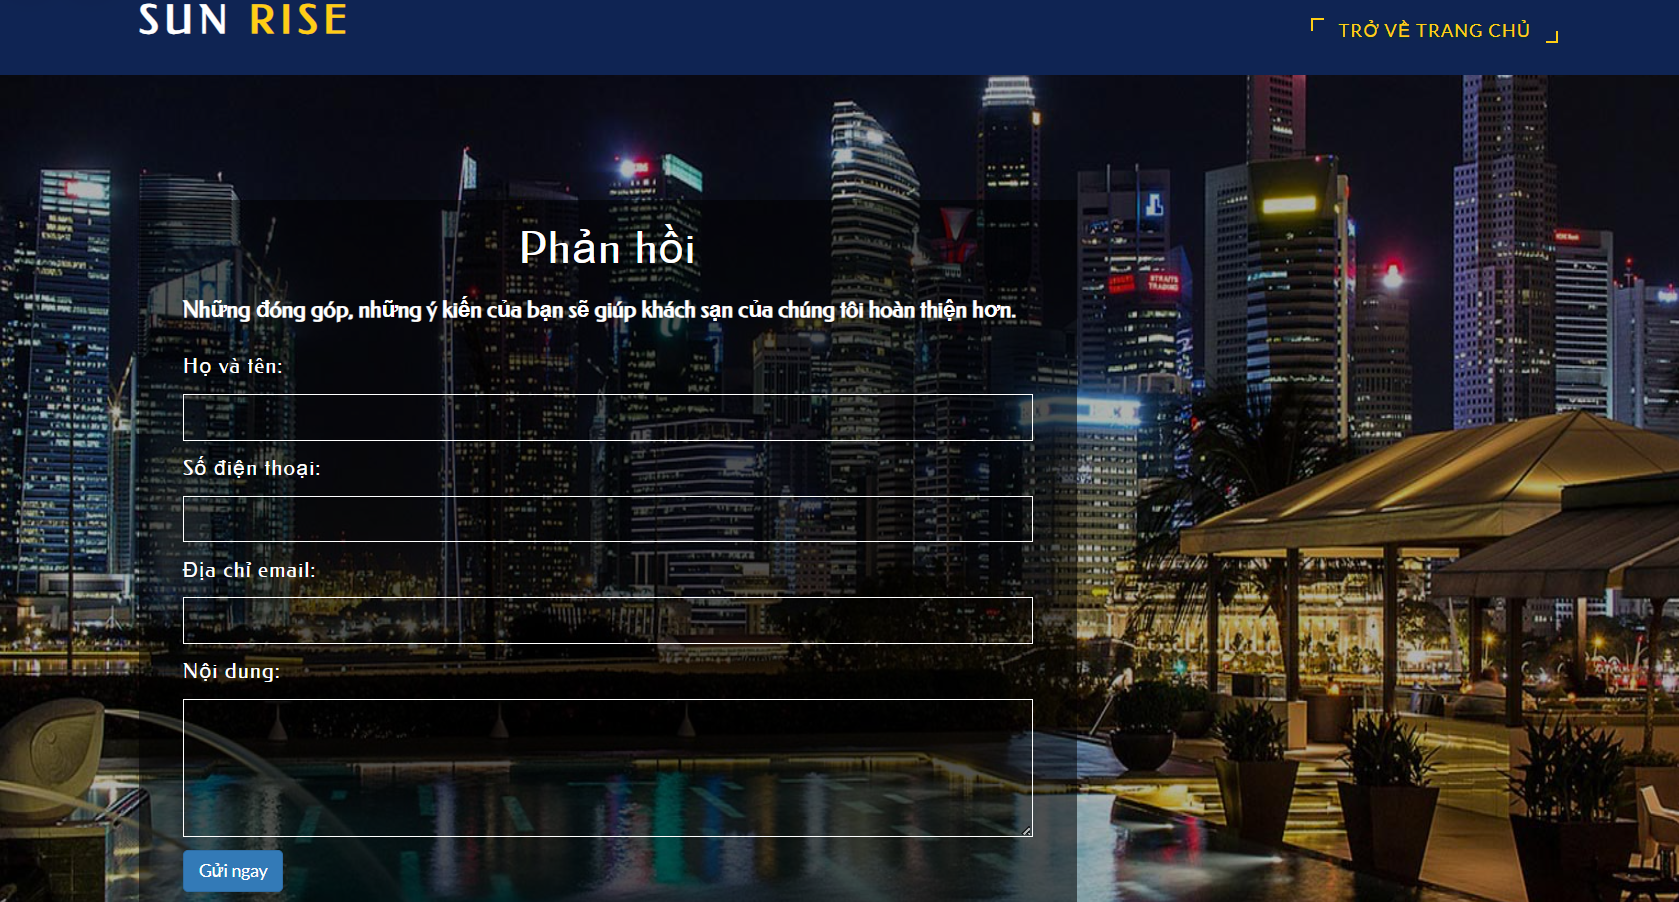 SUN RISE
TRỞ VỀ TRANG CHỦ
Phản hồi
Những đóng góp, những ý kiến của bạn sẽ giúp khách sạn của chúng tôi hoàn thiện hơn.
Họ và tên:
Số điện thoại:
Địa chỉ email:
Nội dung:
Gửi ngay
STRAITS
TRADING